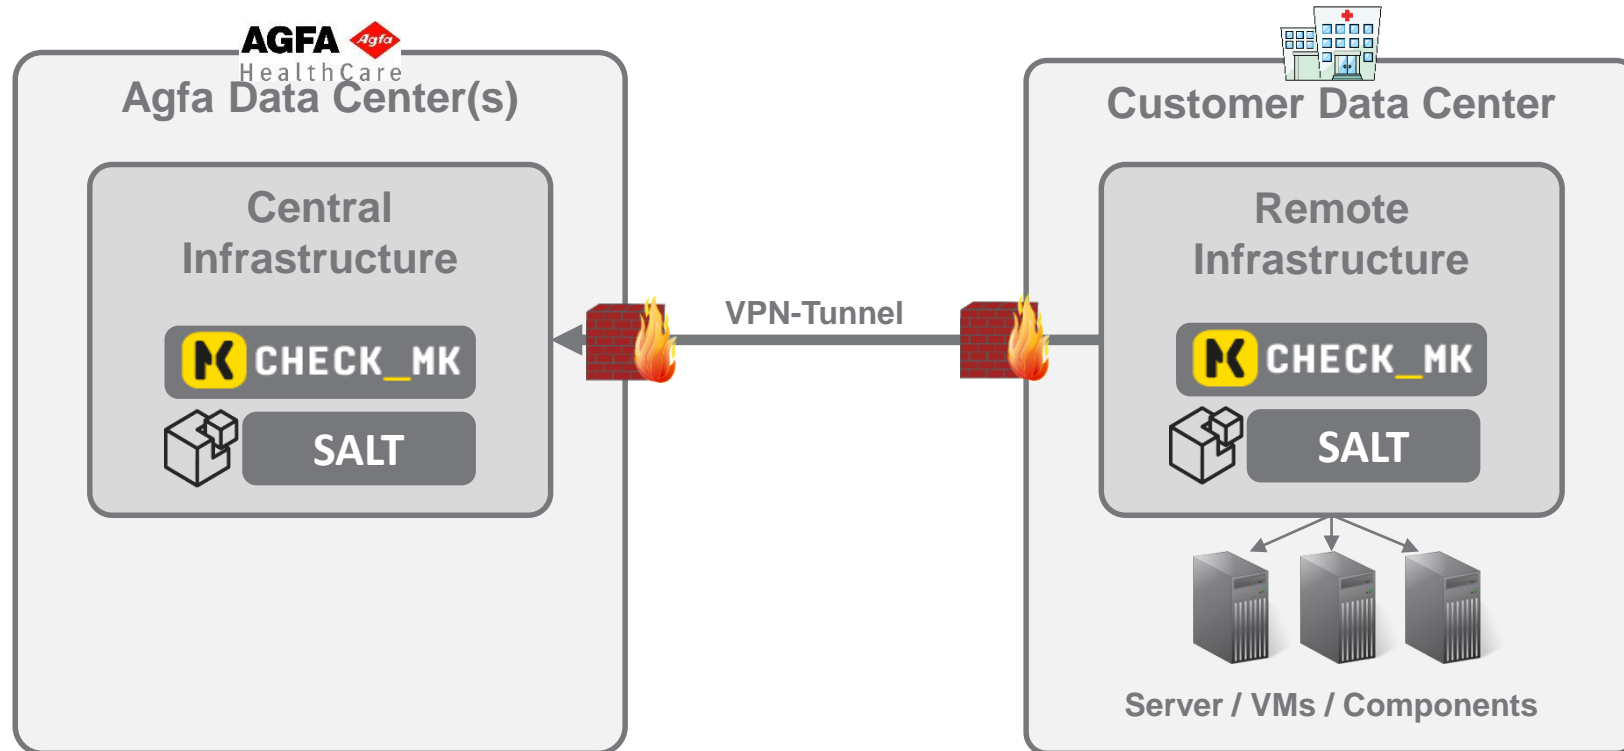 AGFA Agfa
HealthCare
Agfa Data Center(s)
Central
Infrastructure
CHECK_MK
SALT
VPN-Tunnel
Customer Data Center
Remote
Infrastructure
CHECK_MK
SALT
Server / VMs / Components